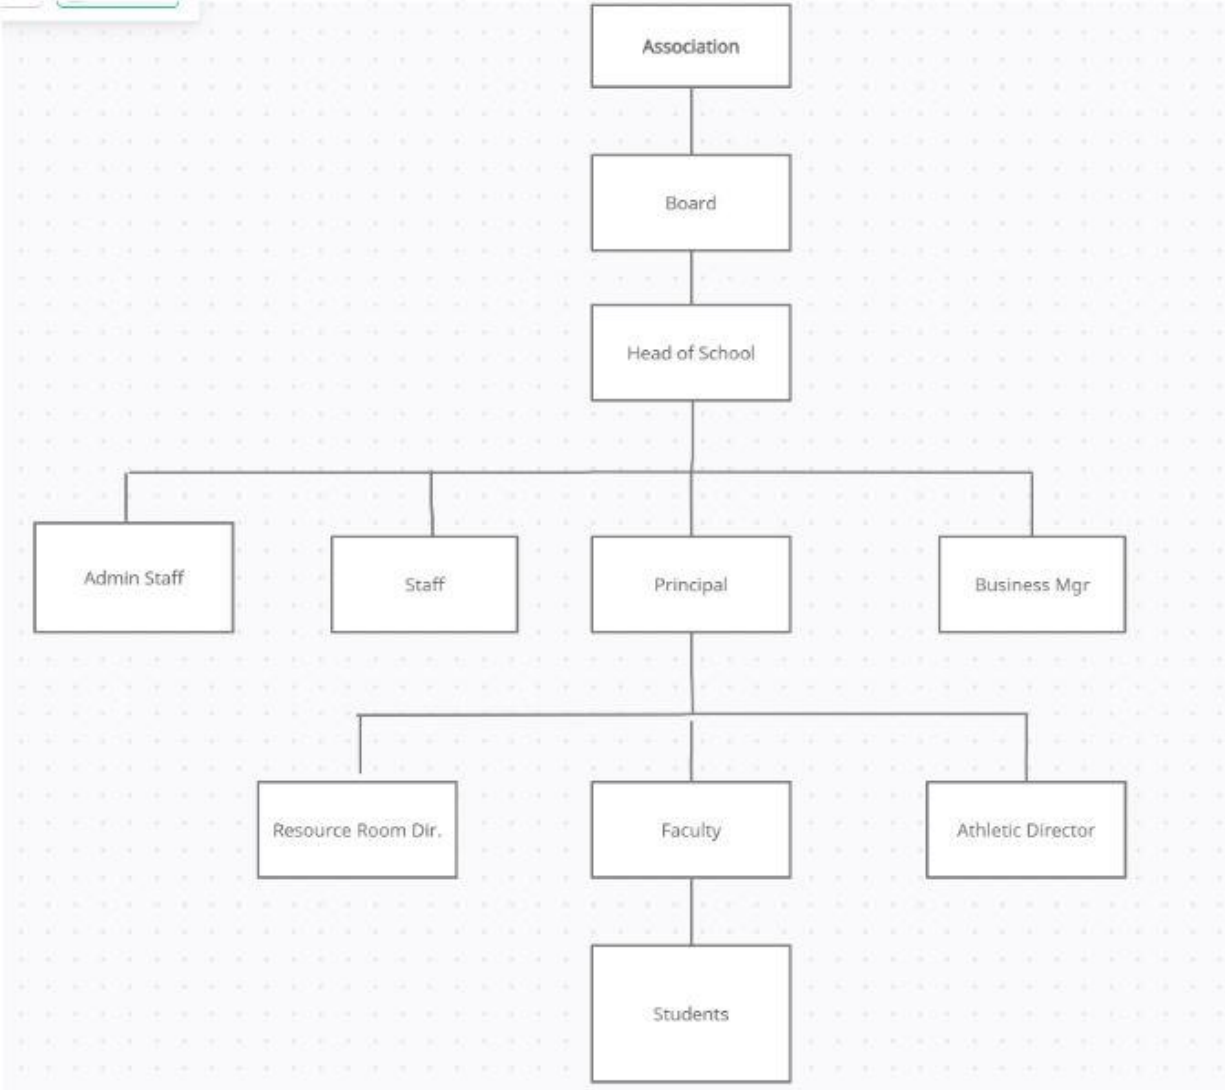 Association
Board
Head of School
Admin Staff
Staff
Principal
Business Mgr
Resource Room Dir.
Faculty
Athletic Director
Students